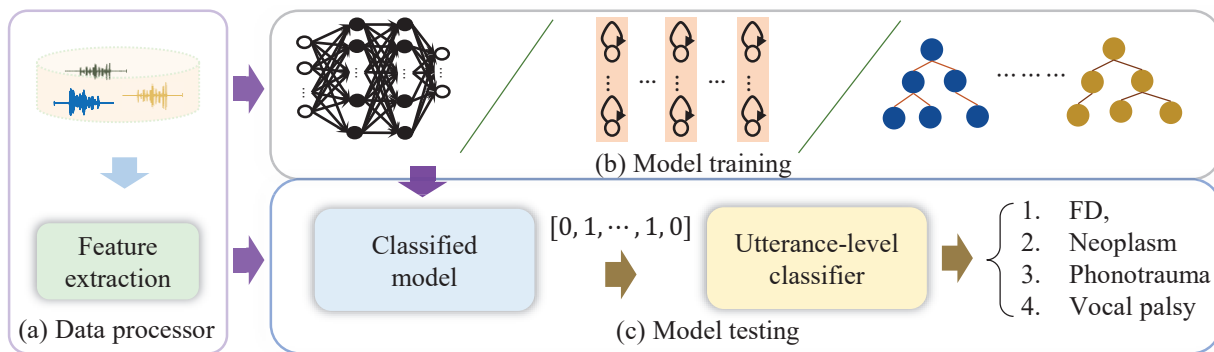 (b) Model training
Feature
extraction
(a) Data processor
Classified
model
[0, 1, ⋯ , 1, 0]
Utterance-level
classifier
1. FD,
2. Neoplasm
3. Phonotrauma
4. Vocal palsy
(c) Model testing